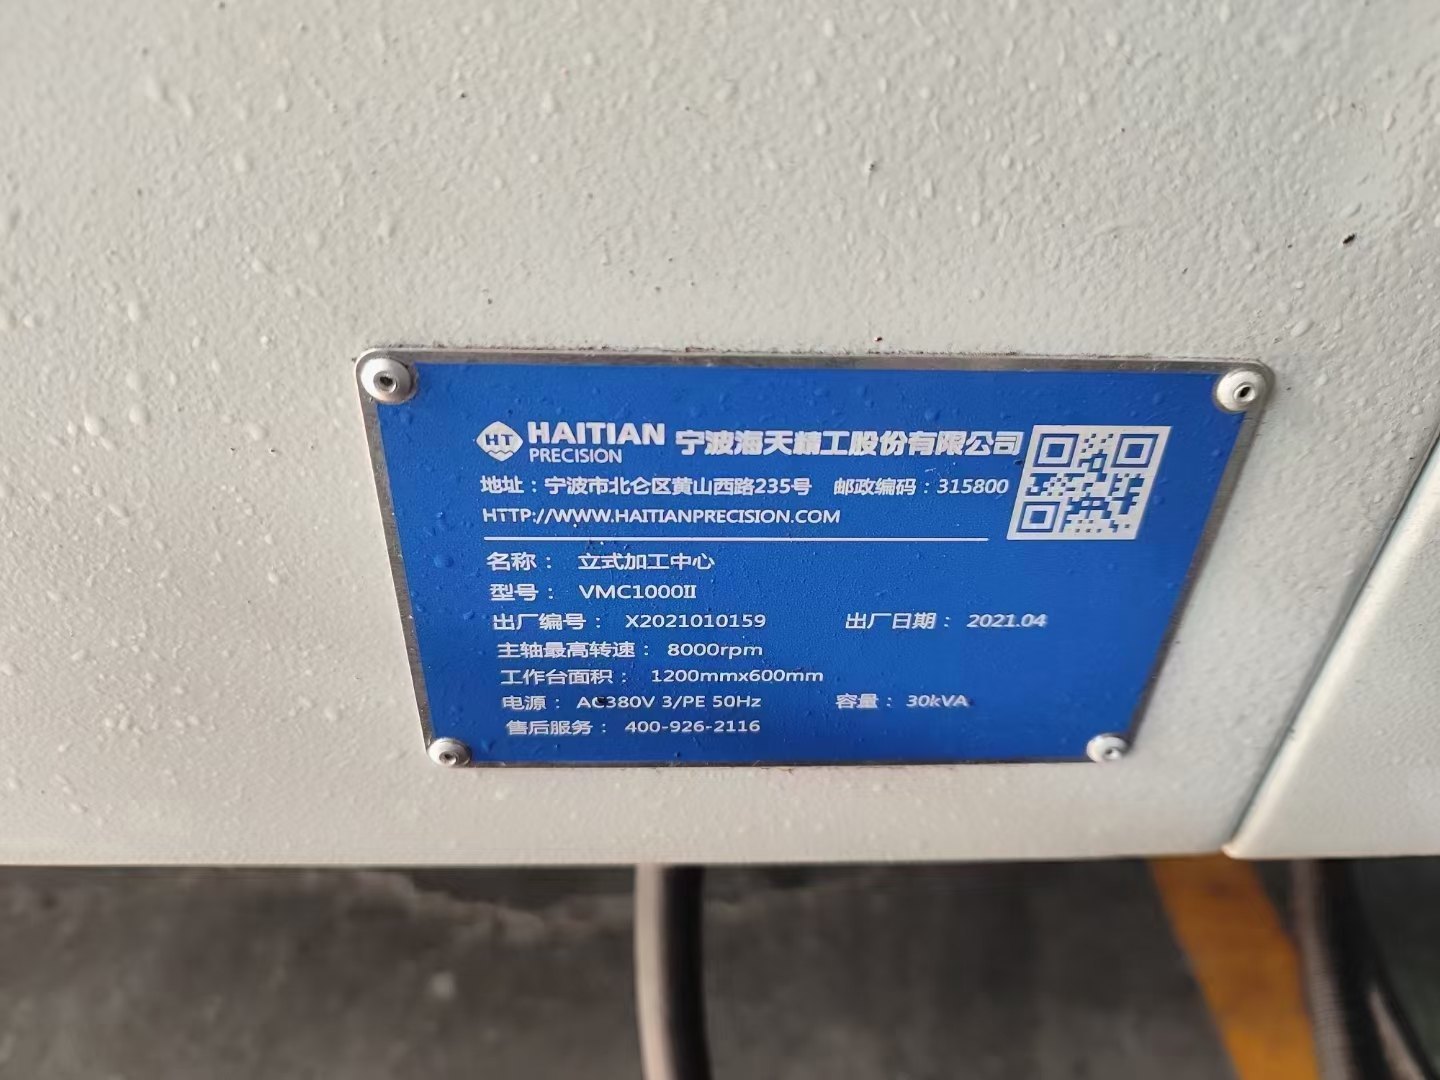 HT HAITIAN PRECISION 宁波海天精工股份有限公司
地址：宁波市北仑区黄山西路235号 邮政编码：315800
HTTP://WWW.HAITIANPRECISION.COM
名称： 立式加工中心
型号： VMC1000II
出厂编号： X2021010159 出厂日期： 2021.04
主轴最高转速： 8000rpm
工作台面积： 1200mmx600mm
电源： AC380V 3/PE 50Hz 容量： 30kVA
售后服务： 400-926-2116